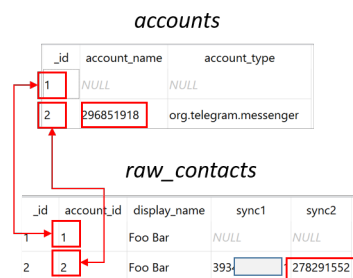 accounts
_id account_name account_type
1 NULL NULL
2 296851918 org.telegram.messenger
raw_contacts
_id account_id display_name sync1 sync2
1 1 Foo Bar NULL NULL
2 2 Foo Bar 393 278291552